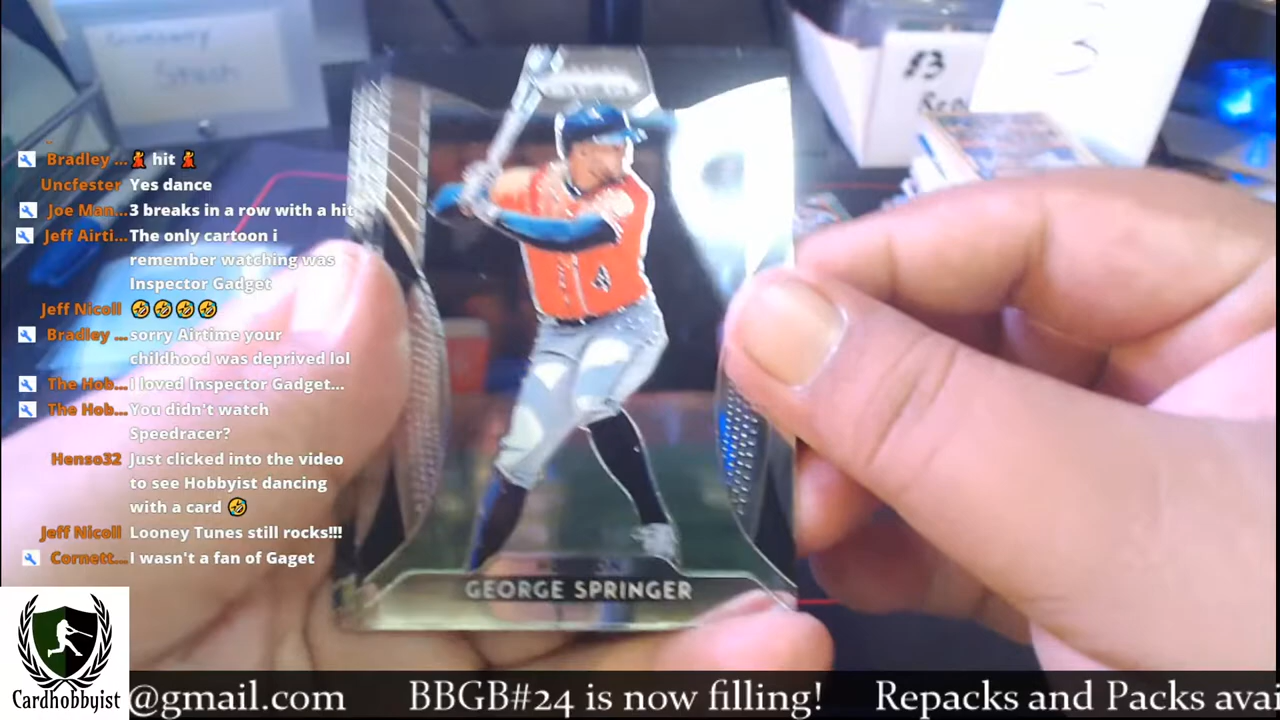 Giveaway
Stash
$3
Bradley ... hit
Uncfester Yes dance
Joe Man... 3 breaks in a row with a hit
Jeff Airti... The only cartoon i
remember watching was
Inspector Gadget
Jeff Nicoll 🤣🤣🤣🤣
Bradley ... sorry Airtime your
childhood was deprived lol
The Hob... I loved Inspector Gadget...
The Hob... You didn't watch
Speedracer?
Henso32 Just clicked into the video
to see Hobbyist dancing
with a card 🤣
Jeff Nicoll Looney Tunes still rocks!!!
Cornett... I wasn't a fan of Gaget
4
GEORGE SPRINGER
Cardhobbyist
@gmail.com BBGB#24 is now filling! Repacks and Packs avai